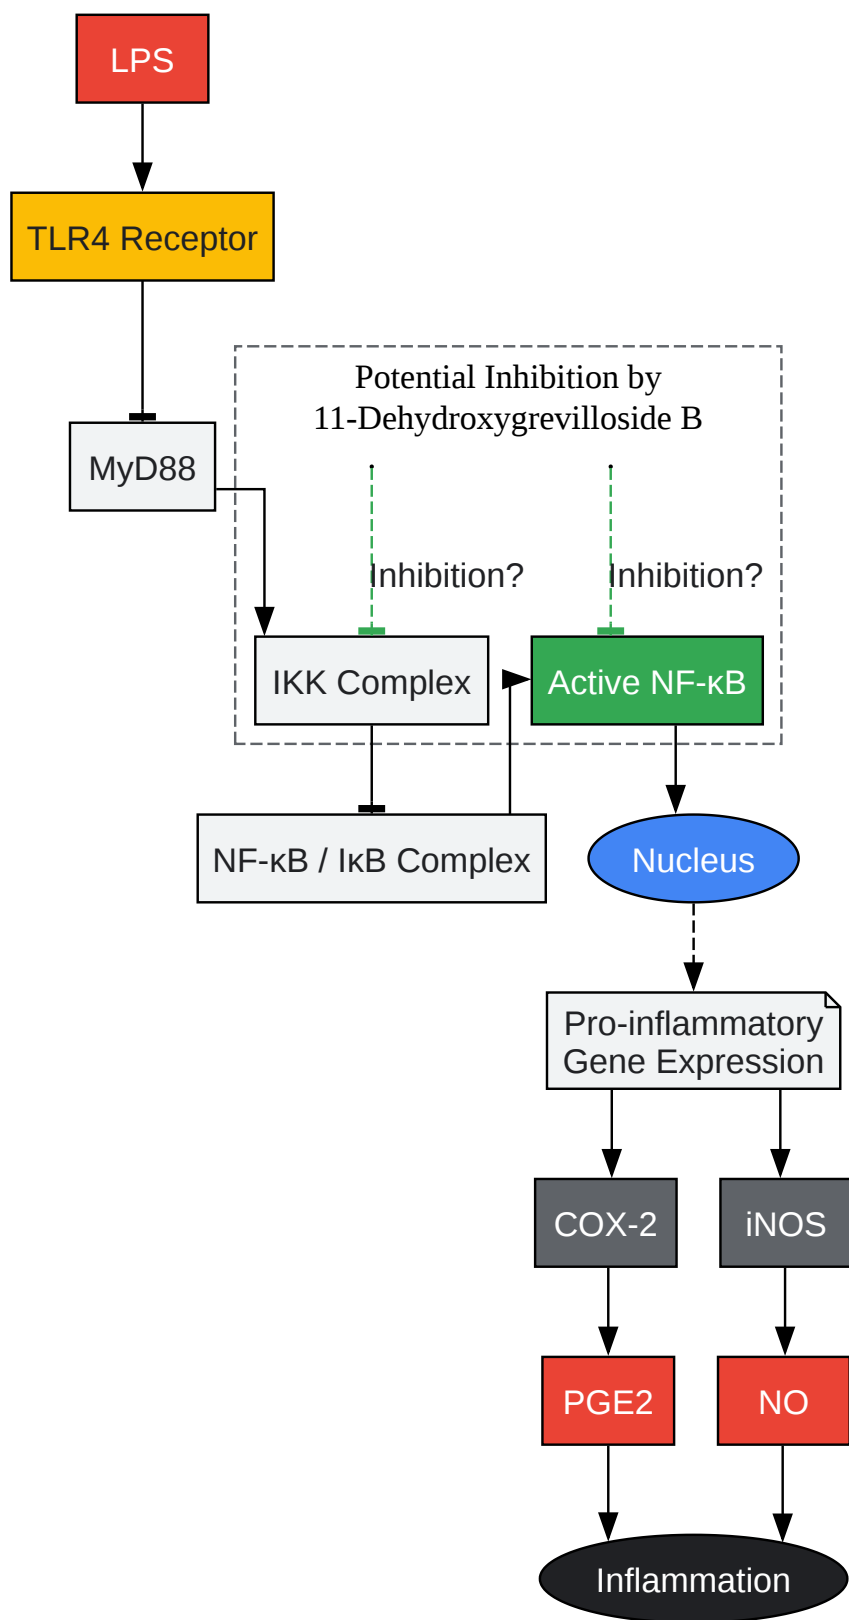 LPS
TLR4 Receptor
Potential Inhibition by
11-Dehydroxygrevilloside B
MyD88
Inhibition?
Inhibition?
IKK Complex
Active NF-κB
NF-κB / IκB Complex
Nucleus
Pro-inflammatory
Gene Expression
COX-2
iNOS
PGE2
NO
Inflammation